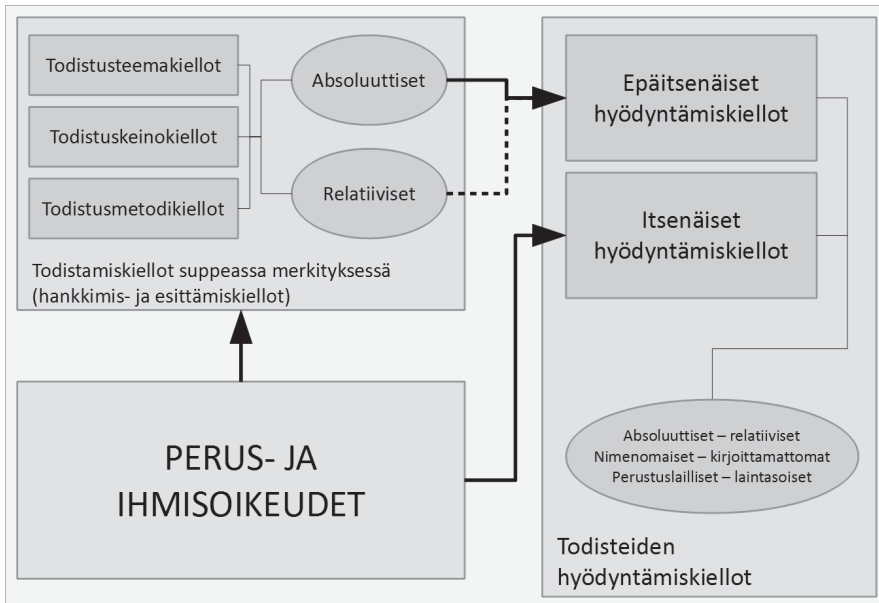 Todistusteemakiellot
Todistuskeinokiellot
Todistusmetodikiellot
Absoluuttiset
Relatiiviset
Todistamiskiellot suppeassa merkityksessä
(hankkimis- ja esittämiskiellot)
PERUS- JA
IHMISOIKEUDET
Epäitsenäiset
hyödyntämiskiellot
Itsenäiset
hyödyntämiskiellot
Absoluuttiset – relatiiviset
Nimenomaiset – kirjoittamattomat
Perustuslailliset – laintasoiset
Todisteiden
hyödyntämiskiellot